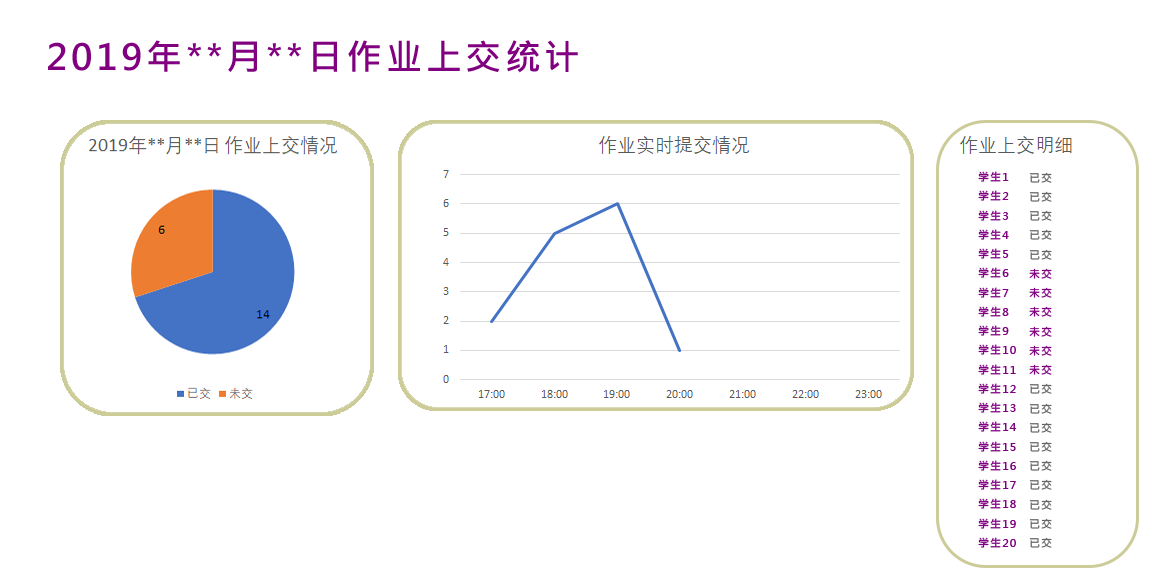 2019年**月**日作业上交统计
2019年**月**日 作业上交情况
6
14
已交 未交
作业实时提交情况
7
6
5
4
3
2
1
0
17:00 18:00 19:00 20:00 21:00 22:00 23:00
作业上交明细
学生1 已交
学生2 已交
学生3 已交
学生4 已交
学生5 已交
学生6 未交
学生7 未交
学生8 未交
学生9 未交
学生10 未交
学生11 未交
学生12 已交
学生13 已交
学生14 已交
学生15 已交
学生16 已交
学生17 已交
学生18 已交
学生19 已交
学生20 已交